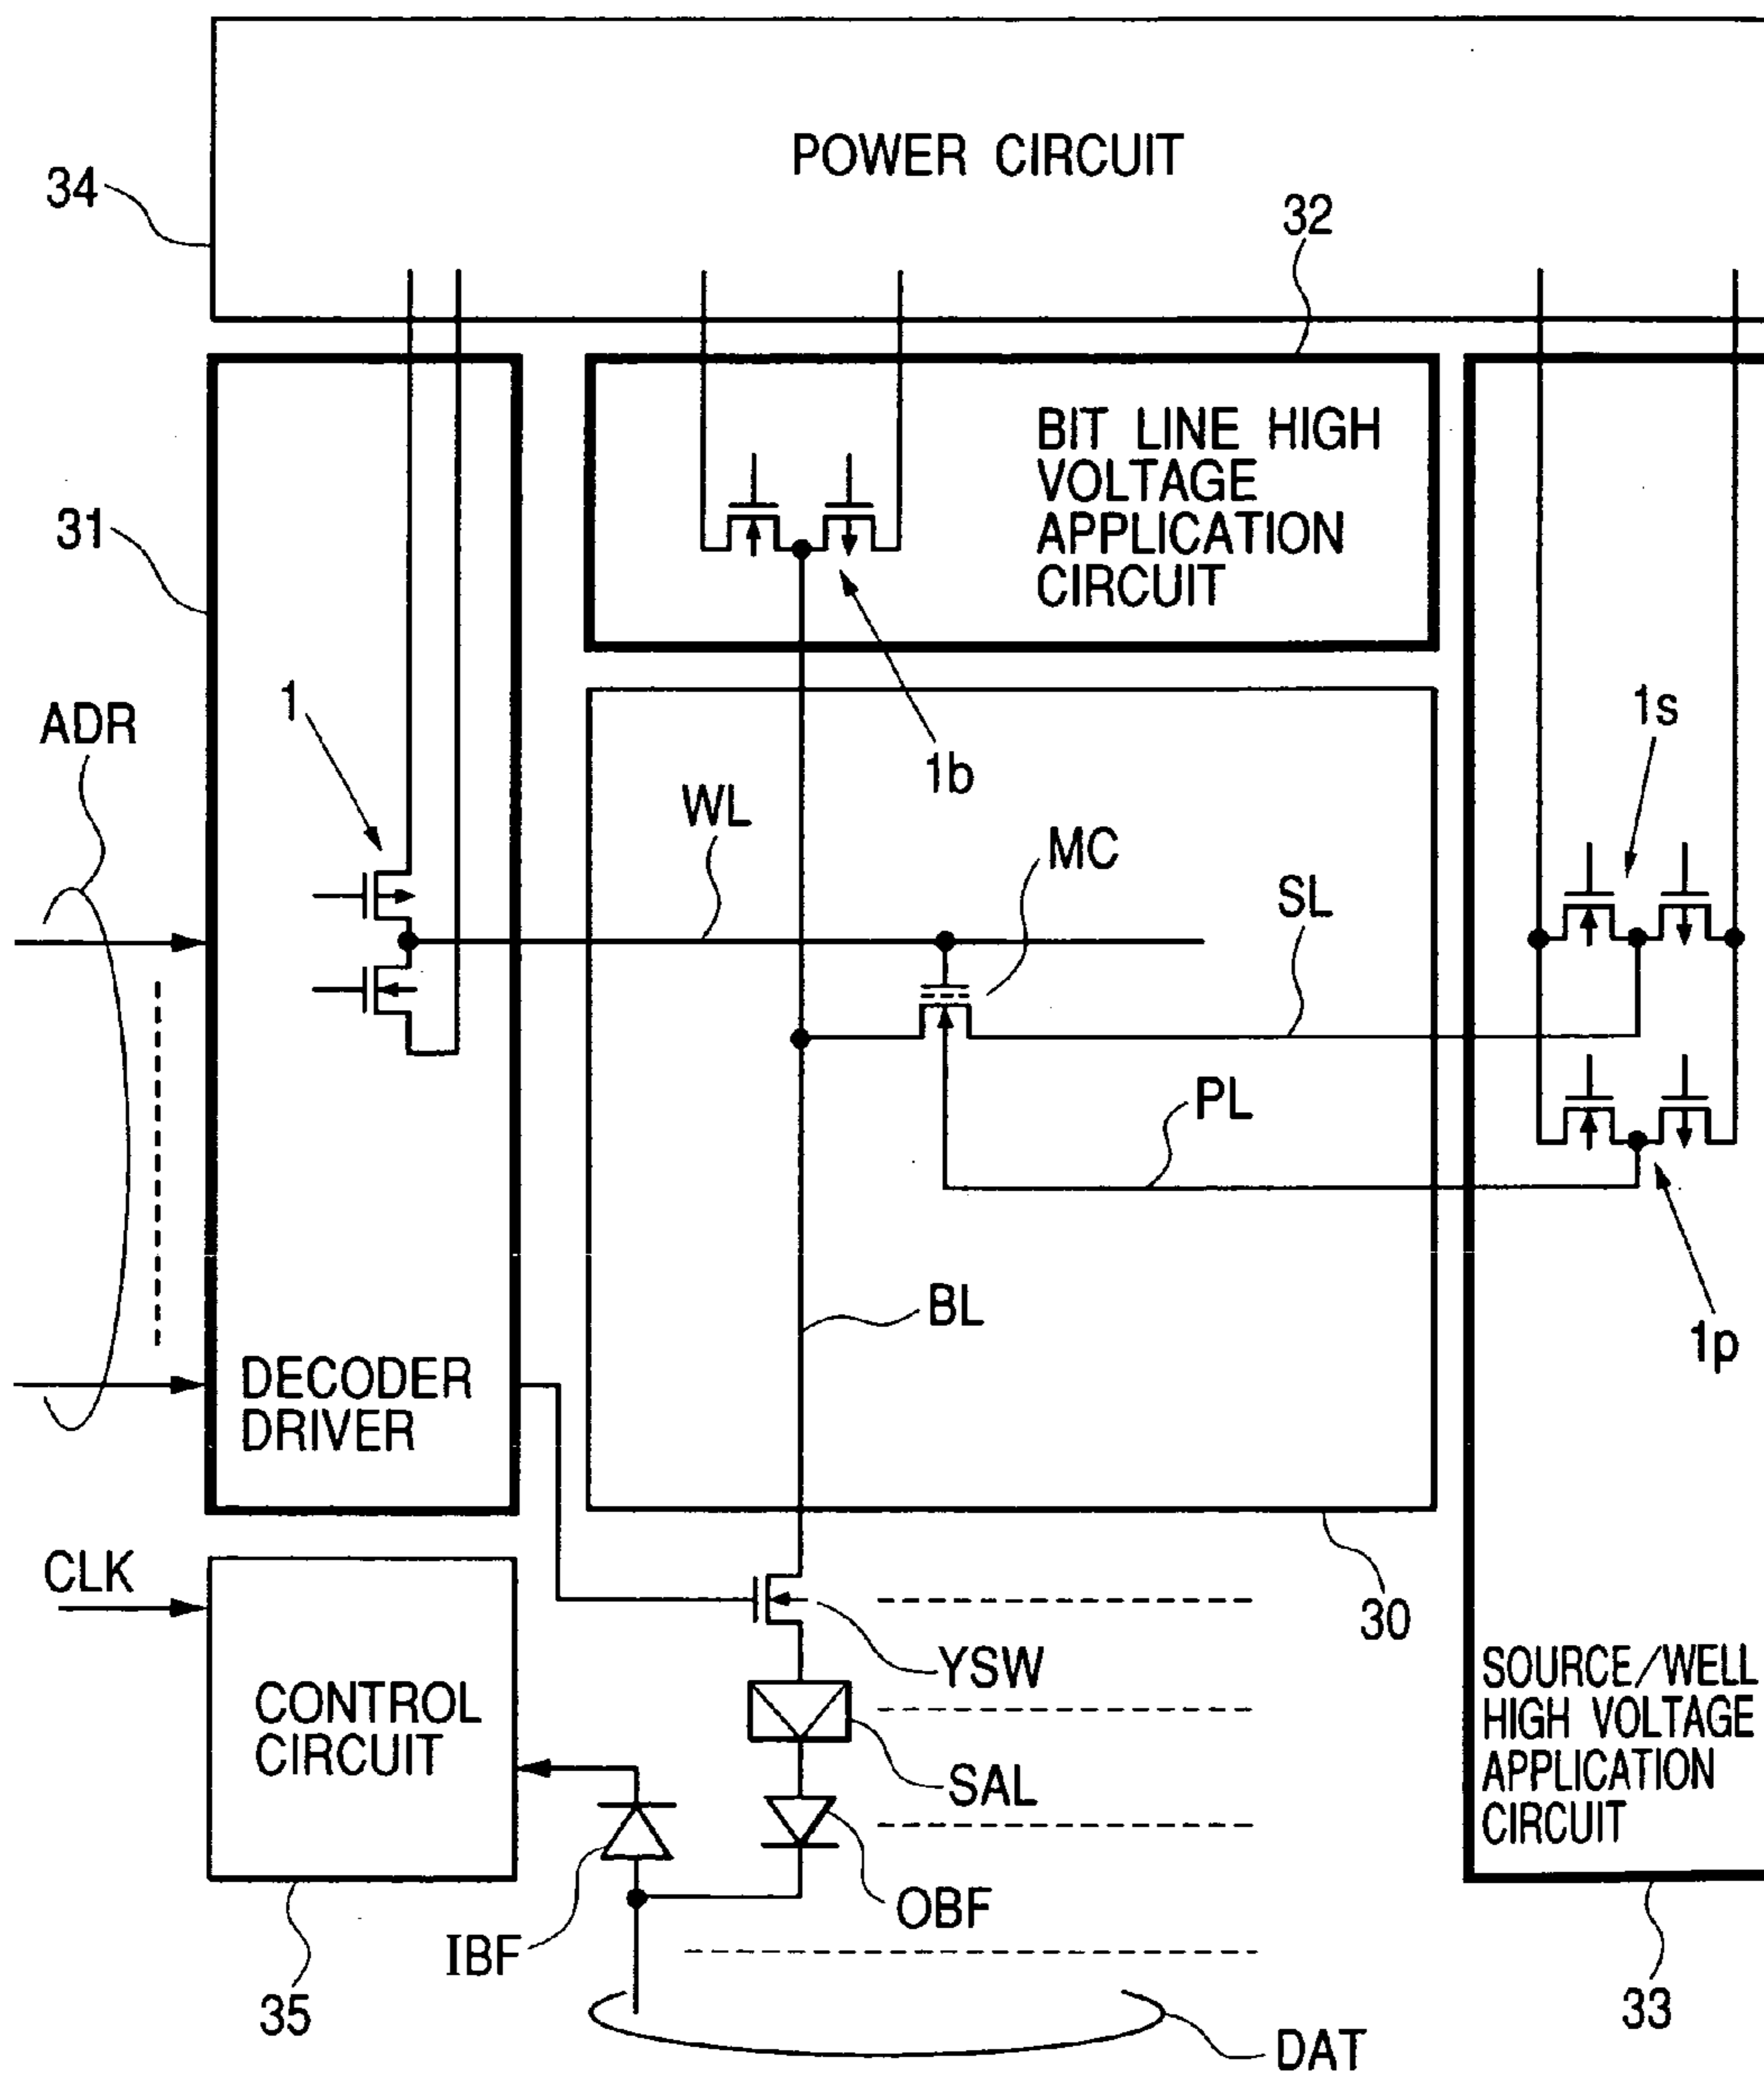 POWER CIRCUIT
34
32
BIT LINE HIGH
VOLTAGE
APPLICATION
CIRCUIT
31
1
1s
ADR
1b
WL
MC
SL
PL
BL
1p
DECODER
DRIVER
CLK
30
YSW
SOURCE/WELL
HIGH VOLTAGE
APPLICATION
CIRCUIT
CONTROL
CIRCUIT
SAL
OBF
IBF
35
33
DAT